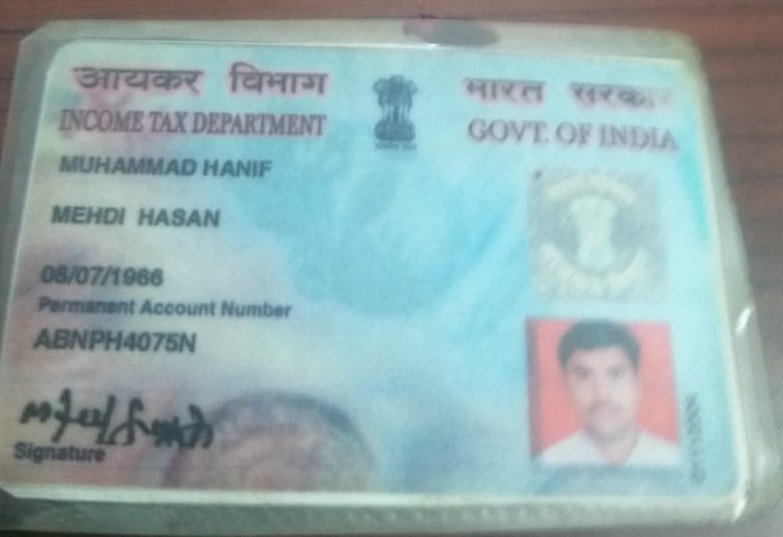 आयकर विभाग भारत सरकार
INCOME TAX DEPARTMENT GOVT. OF INDIA
MUHAMMAD HANIF
MEHDI HASAN
08/07/1966
Permanent Account Number
ABNPH4075N
Signature